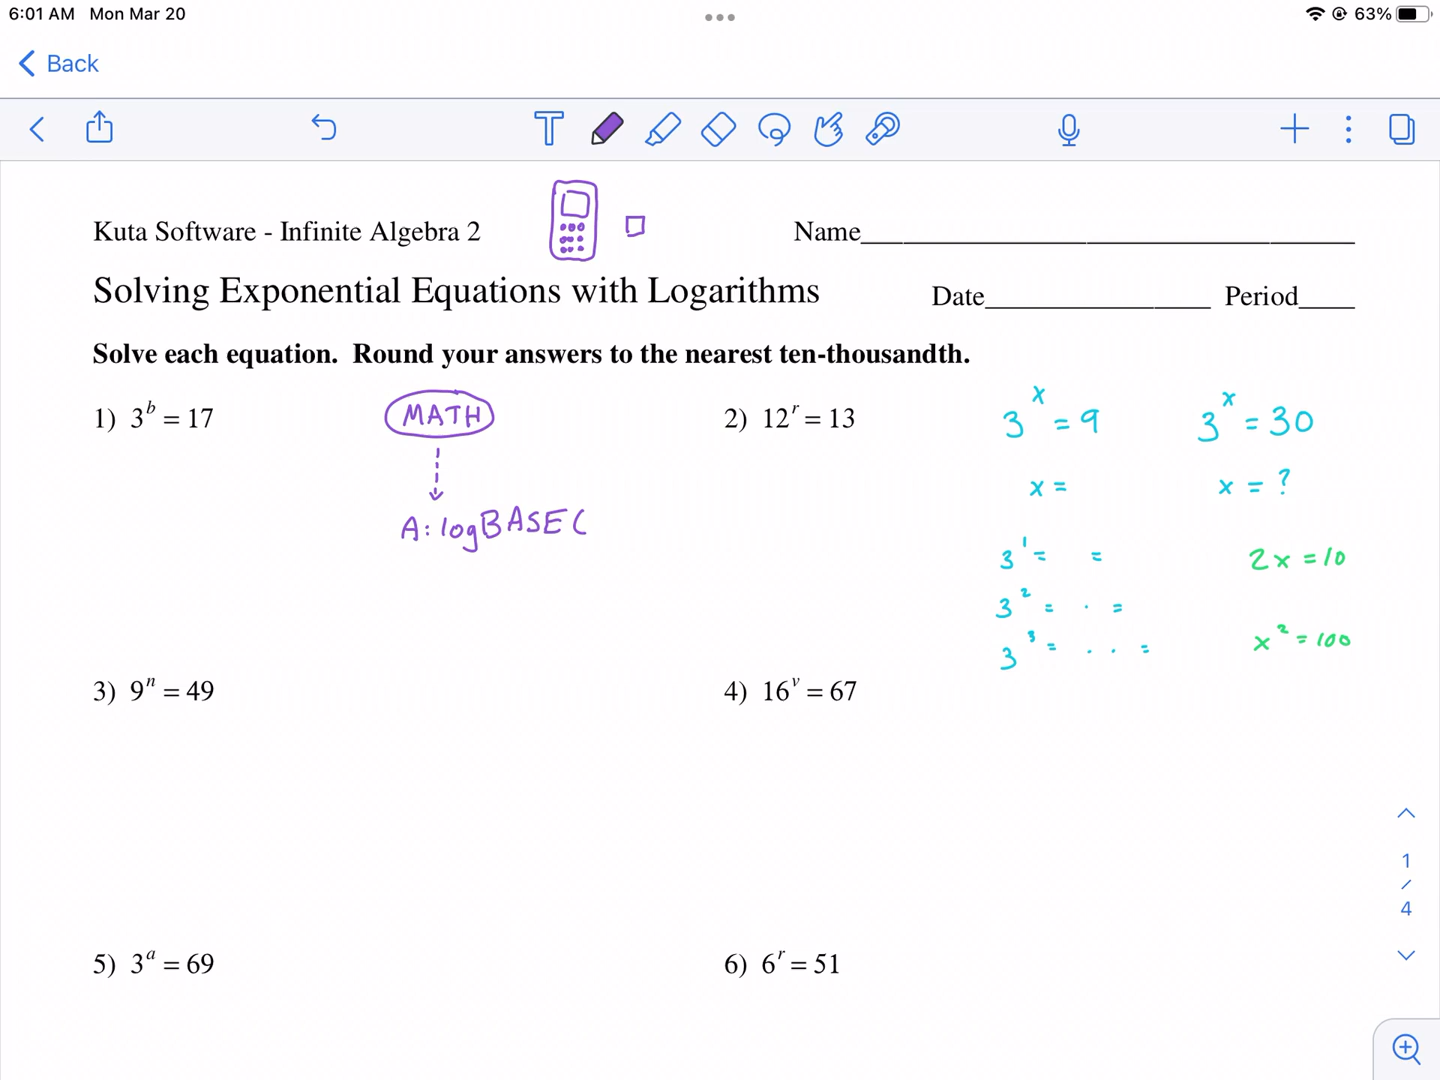 6:01 AM Mon Mar 20
63%
Back
Kuta Software - Infinite Algebra 2
Name
Solving Exponential Equations with Logarithms
Date Period
Solve each equation. Round your answers to the nearest ten-thousandth.
1) 3^b = 17
MATH
A: logBASE(
2) 12^r = 13
3^x = 9
x =
3^1 = =
3^2 = · =
3^3 = · · =
3^x = 30
x = ?
2x = 10
x^2 = 100
3) 9^n = 49
4) 16^v = 67
5) 3^a = 69
6) 6^r = 51
1
/
4